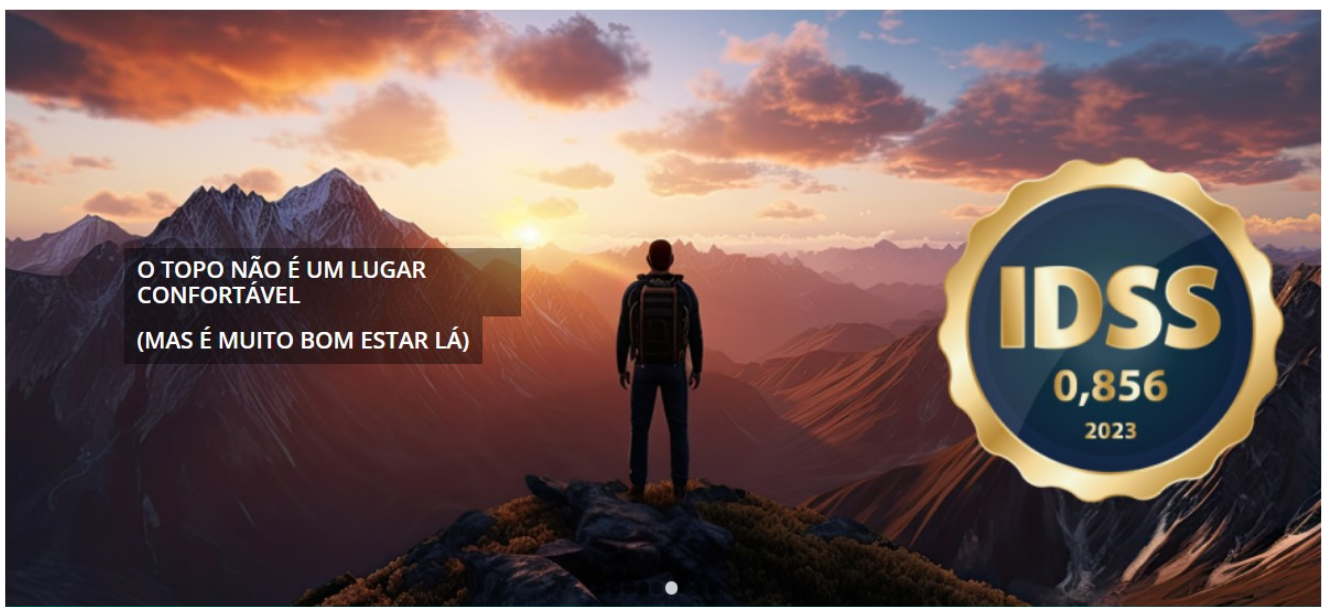 O TOPO NÃO É UM LUGAR
CONFORTÁVEL
(MAS É MUITO BOM ESTAR LÁ)
IDSS
0,856
2023